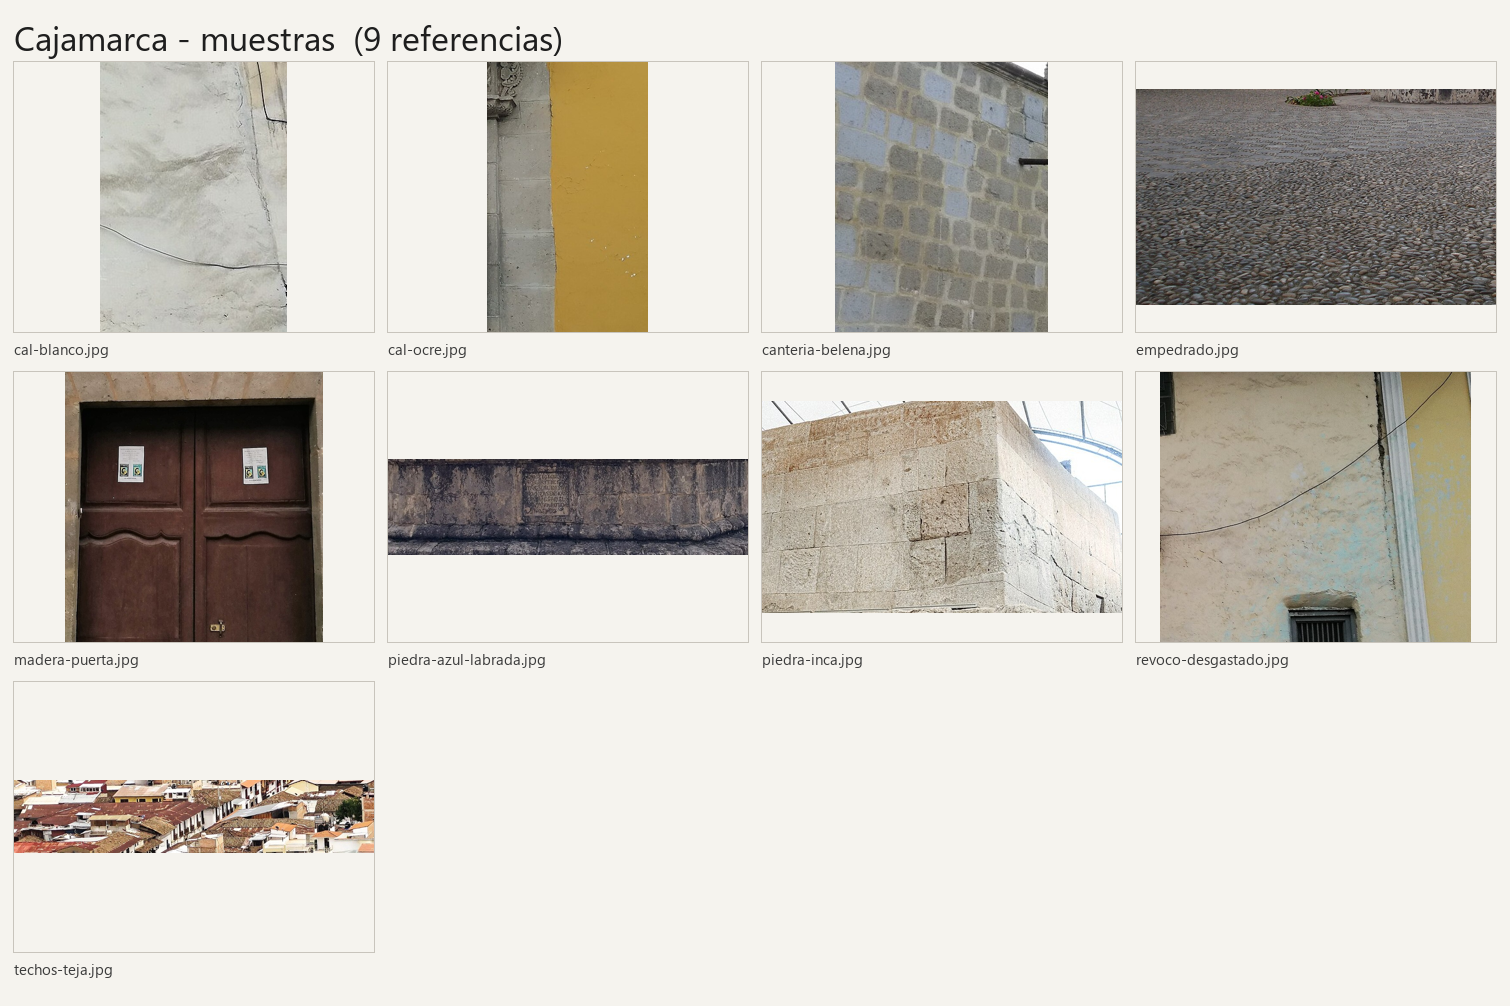 Cajamarca - muestras (9 referencias)
cal-blanco.jpg
cal-ocre.jpg
canteria-belena.jpg
empedrado.jpg
madera-puerta.jpg
piedra-azul-labrada.jpg
piedra-inca.jpg
revoco-desgastado.jpg
techos-teja.jpg